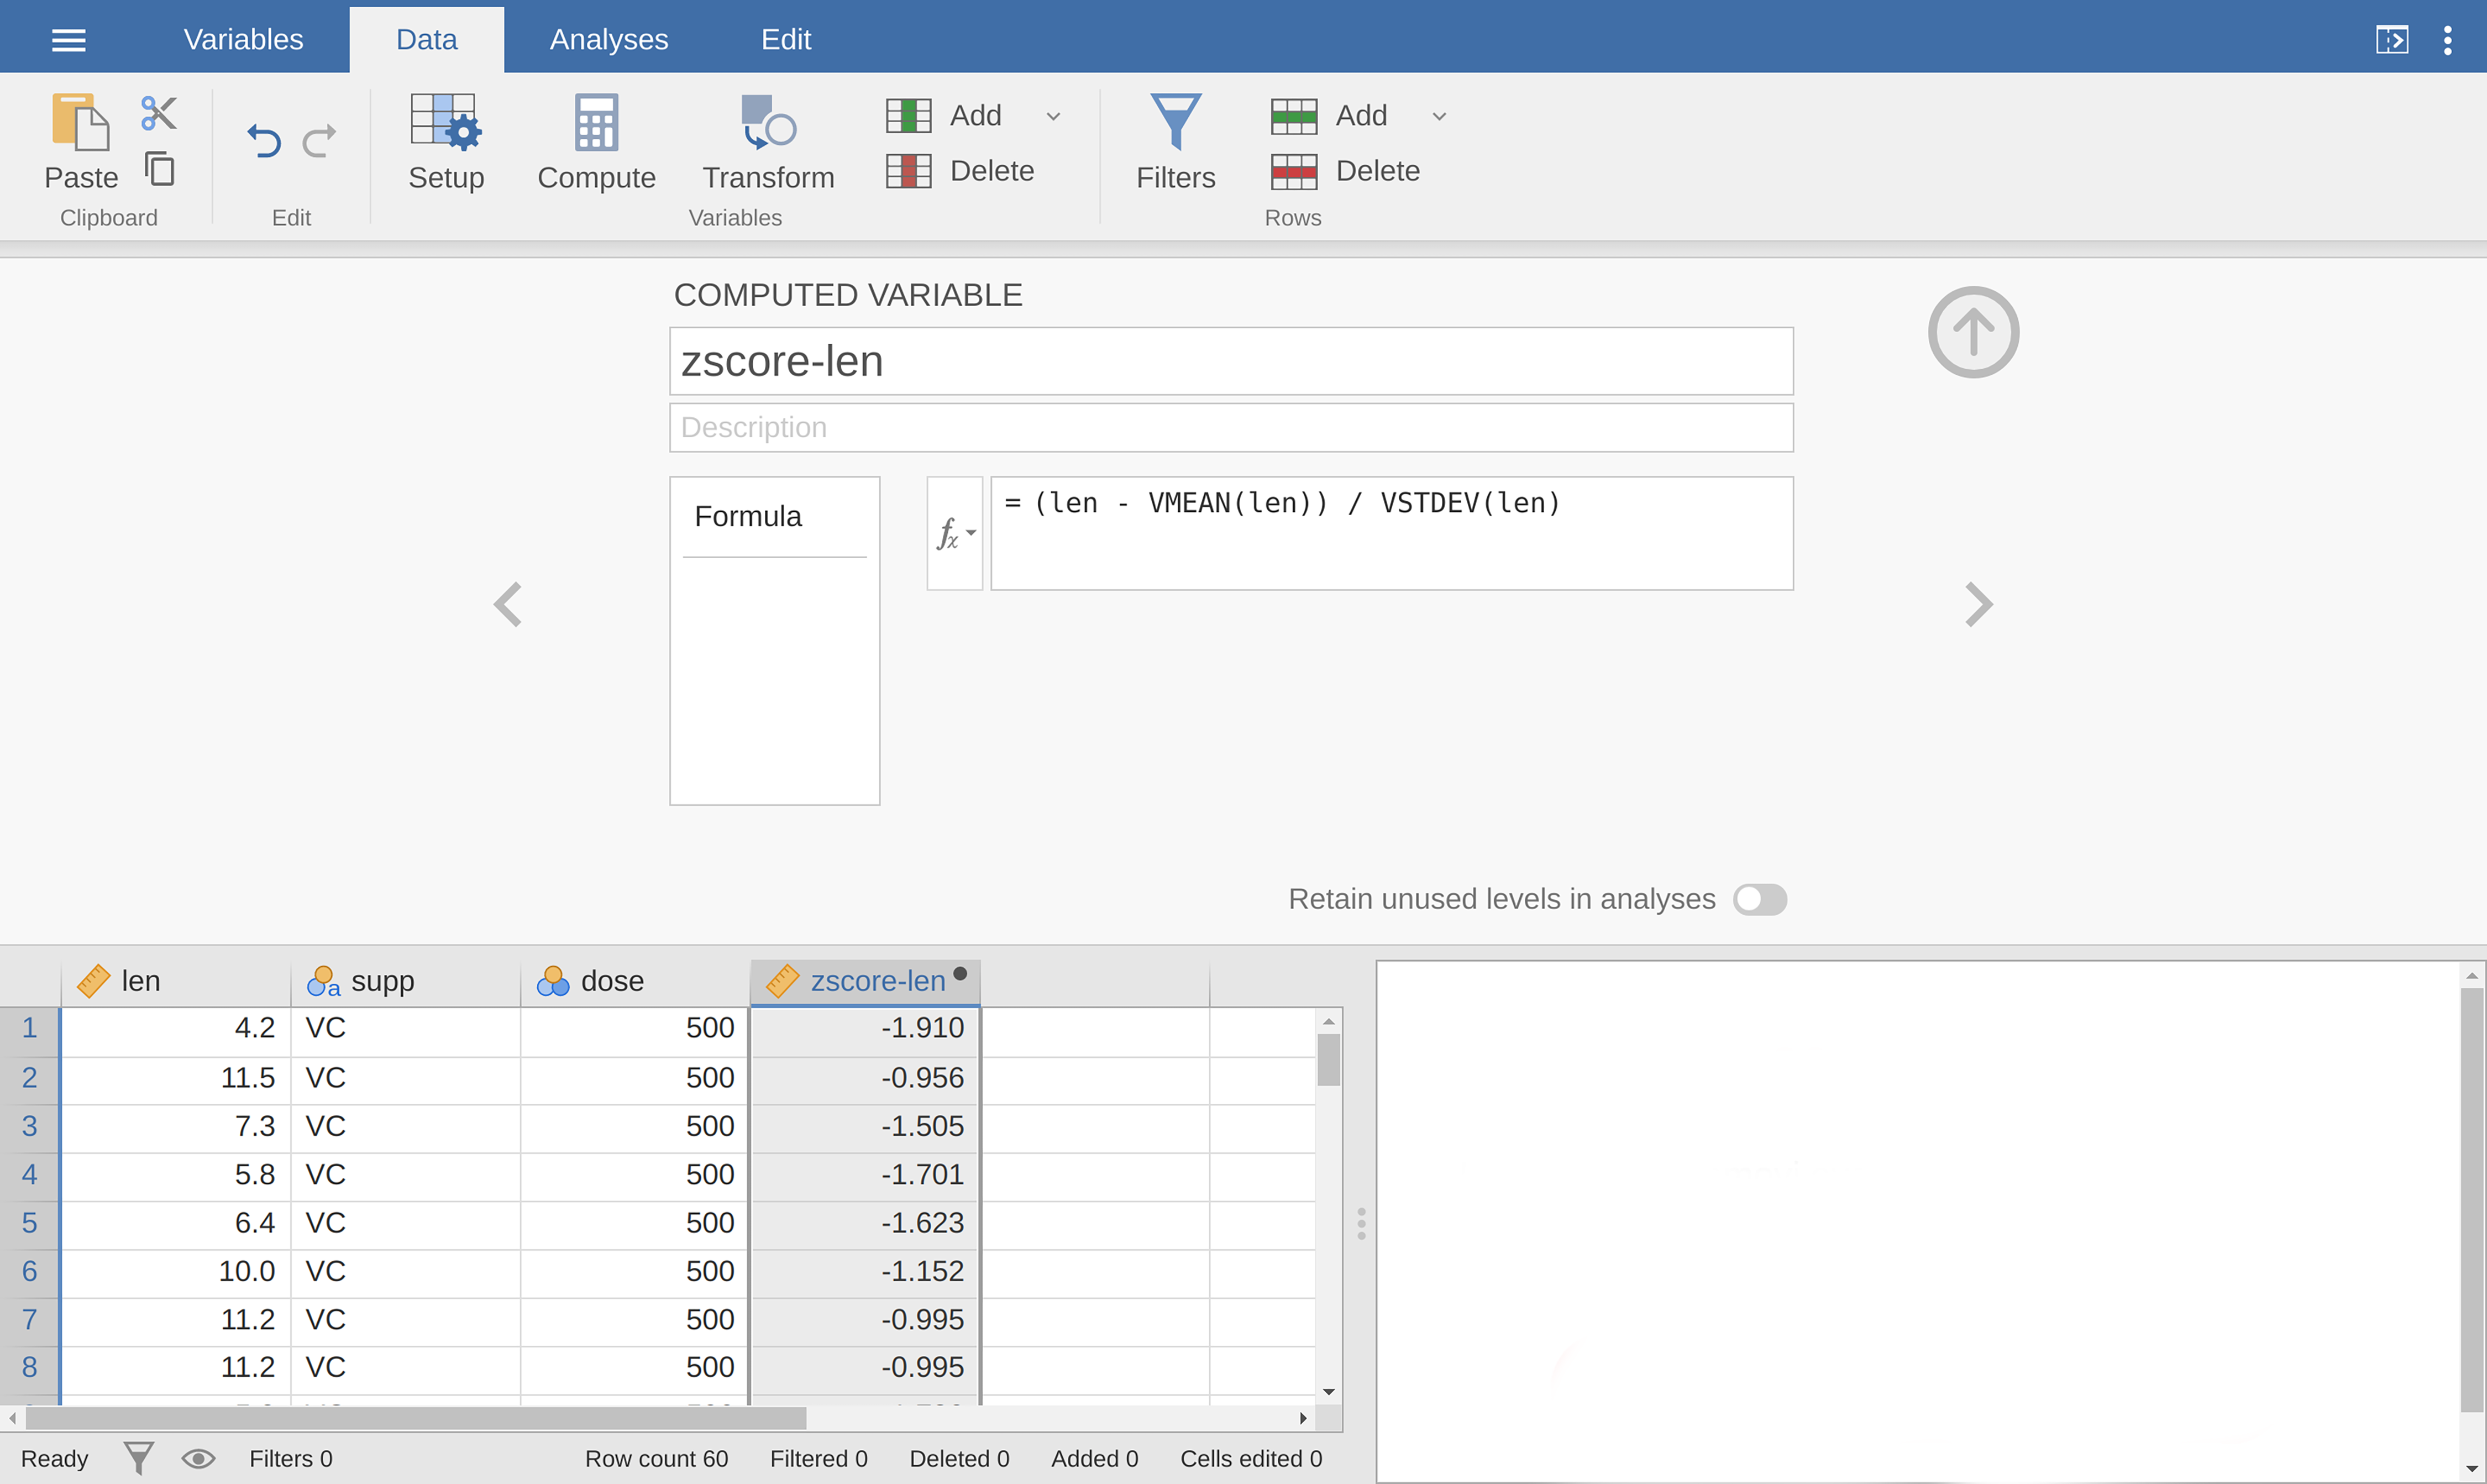 Variables Data Analyses Edit
Paste
Clipboard
Edit
Setup Compute Transform
Add
Delete
Variables
Filters
Add
Delete
Rows
COMPUTED VARIABLE
zscore-len
Description
Formula
fx
= (len - VMEAN(len)) / VSTDEV(len)
Retain unused levels in analyses
len a supp dose zscore-len
1 4.2 VC 500 -1.910
2 11.5 VC 500 -0.956
3 7.3 VC 500 -1.505
4 5.8 VC 500 -1.701
5 6.4 VC 500 -1.623
6 10.0 VC 500 -1.152
7 11.2 VC 500 -0.995
8 11.2 VC 500 -0.995
Ready Filters 0 Row count 60 Filtered 0 Deleted 0 Added 0 Cells edited 0